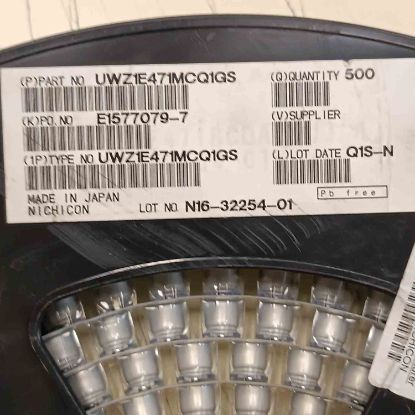 (P)PART NO UWZ1E471MCQ1GS (Q)QUANTITY 500
(K)PO.NO E1577079-7 (V)SUPPLIER
(1P)TYPE NO UWZ1E471MCQ1GS (L)LOT DATE Q1S-N
MADE IN JAPAN Pb free
NICHICON LOT NO. N16-32254-01
NICHICON